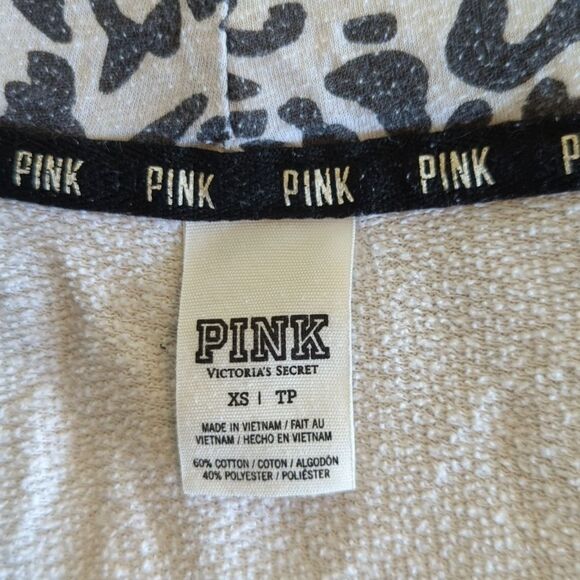 PINK PINK PINK PINK P
PINK
VICTORIA'S SECRET
XS | TP
MADE IN VIETNAM / FAIT AU
VIETNAM / HECHO EN VIETNAM
60% COTTON / COTON / ALGODÓN
40% POLYESTER / POLIÉSTER